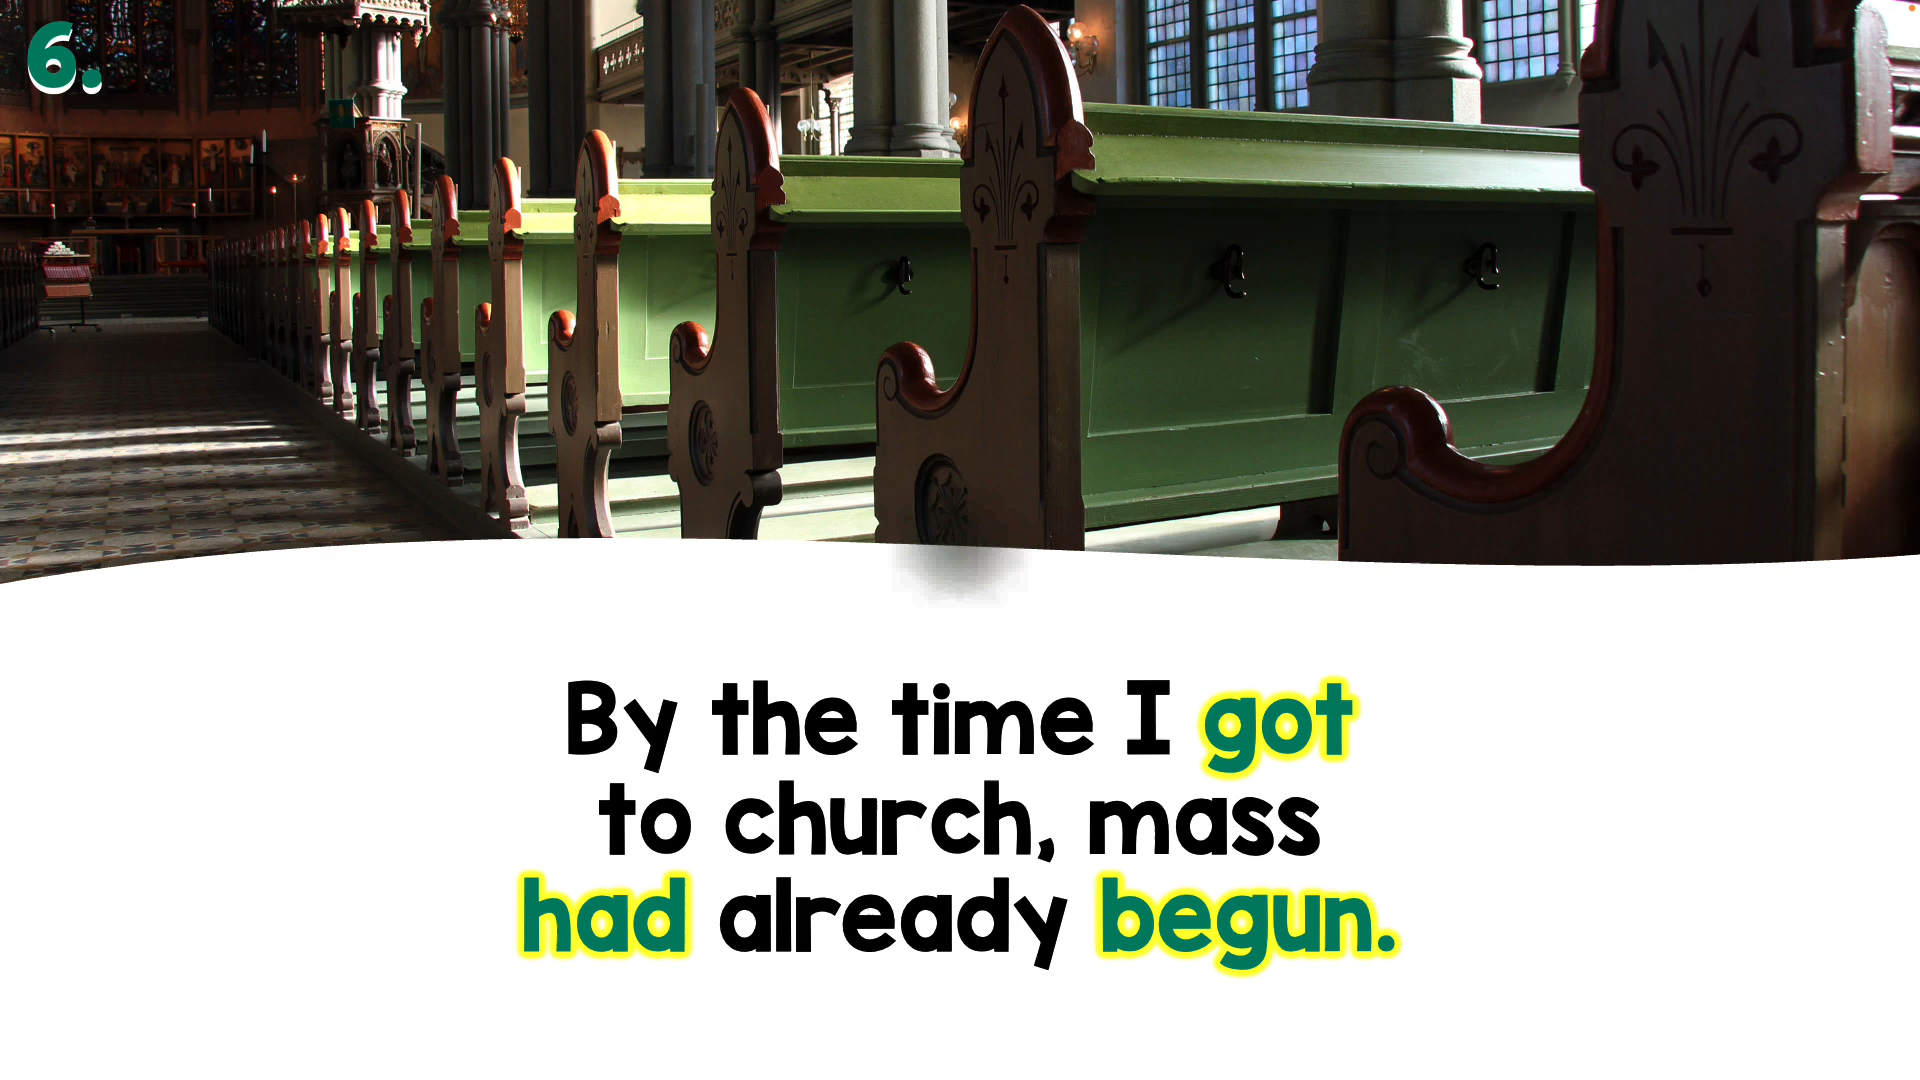 6.
By the time I got
to church, mass
had already begun.